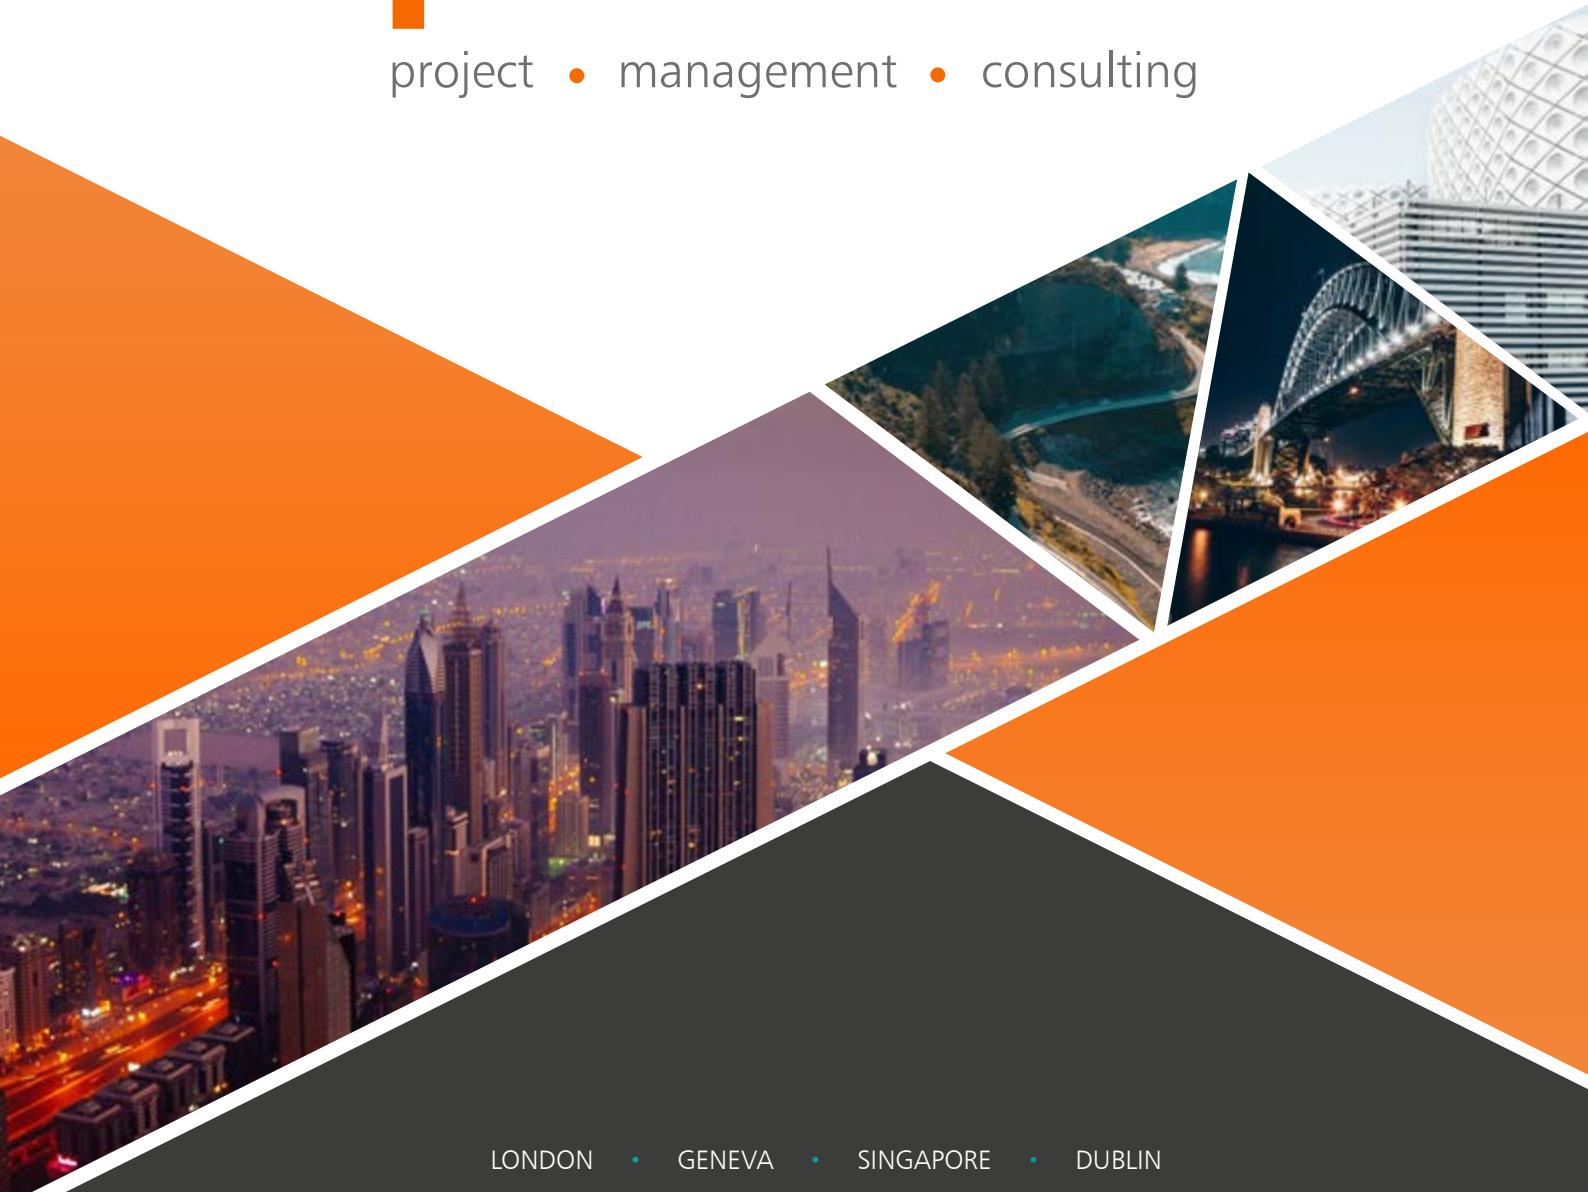 project • management • consulting
LONDON • GENEVA • SINGAPORE • DUBLIN